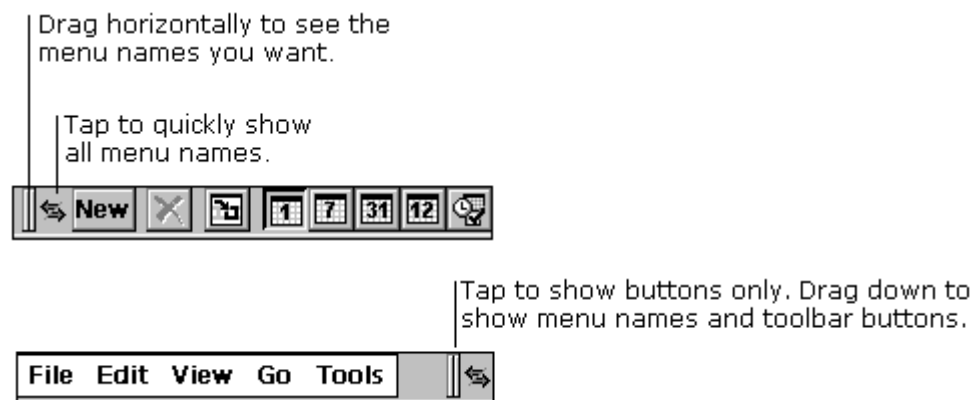 Drag horizontally to see the
menu names you want.
Tap to quickly show
all menu names.
New 1 7 31 12
Tap to show buttons only. Drag down to
show menu names and toolbar buttons.
File Edit View Go Tools